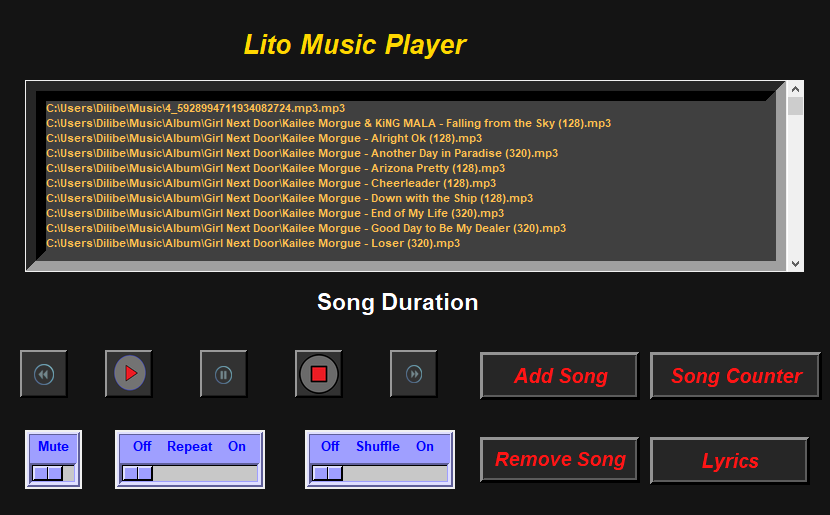 Lito Music Player
C:\Users\Dilibe\Music\4_5928994711934082724.mp3.mp3
C:\Users\Dilibe\Music\Album\Girl Next Door\Kailee Morgue & KiNG MALA - Falling from the Sky (128).mp3
C:\Users\Dilibe\Music\Album\Girl Next Door\Kailee Morgue - Alright Ok (128).mp3
C:\Users\Dilibe\Music\Album\Girl Next Door\Kailee Morgue - Another Day in Paradise (320).mp3
C:\Users\Dilibe\Music\Album\Girl Next Door\Kailee Morgue - Arizona Pretty (128).mp3
C:\Users\Dilibe\Music\Album\Girl Next Door\Kailee Morgue - Cheerleader (128).mp3
C:\Users\Dilibe\Music\Album\Girl Next Door\Kailee Morgue - Down with the Ship (128).mp3
C:\Users\Dilibe\Music\Album\Girl Next Door\Kailee Morgue - End of My Life (320).mp3
C:\Users\Dilibe\Music\Album\Girl Next Door\Kailee Morgue - Good Day to Be My Dealer (320).mp3
C:\Users\Dilibe\Music\Album\Girl Next Door\Kailee Morgue - Loser (320).mp3
Song Duration
Add Song
Song Counter
Mute
Off Repeat On
Off Shuffle On
Remove Song
Lyrics